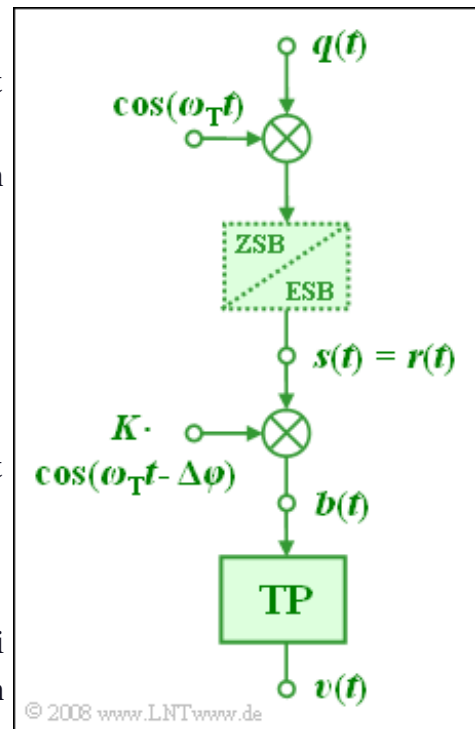 t
q(t)
cos(ω_T t)
n
ZSB
ESB
s(t) = r(t)
K ·
t
cos(ω_T t - Δφ)
b(t)
TP
i
v(t)
n
© 2008 www.LNTwww.de